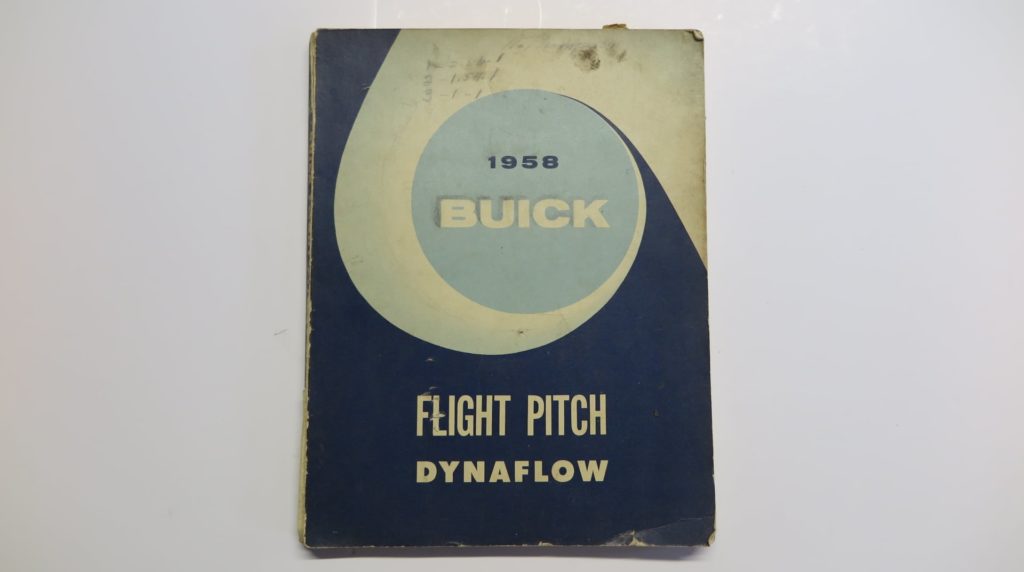 1958
BUICK
FLIGHT PITCH
DYNAFLOW